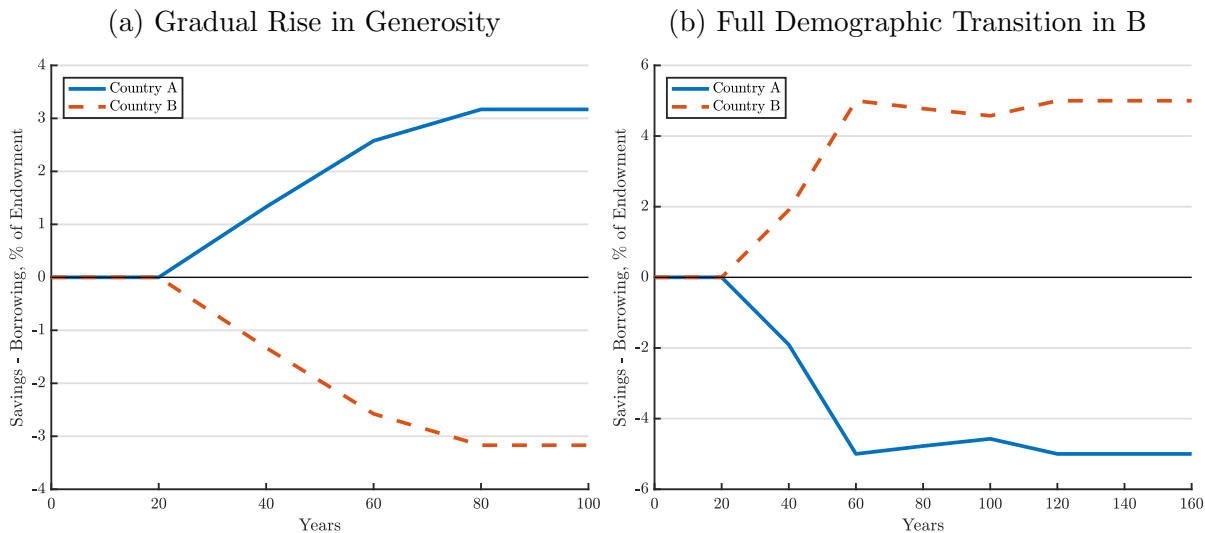 (a) Gradual Rise in Generosity
Savings - Borrowing, % of Endowment
4
3
2
1
0
-1
-2
-3
-4
Country A
Country B
0 20 40 60 80 100
Years
(b) Full Demographic Transition in B
Savings - Borrowing, % of Endowment
6
4
2
0
-2
-4
-6
Country A
Country B
0 20 40 60 80 100 120 140 160
Years